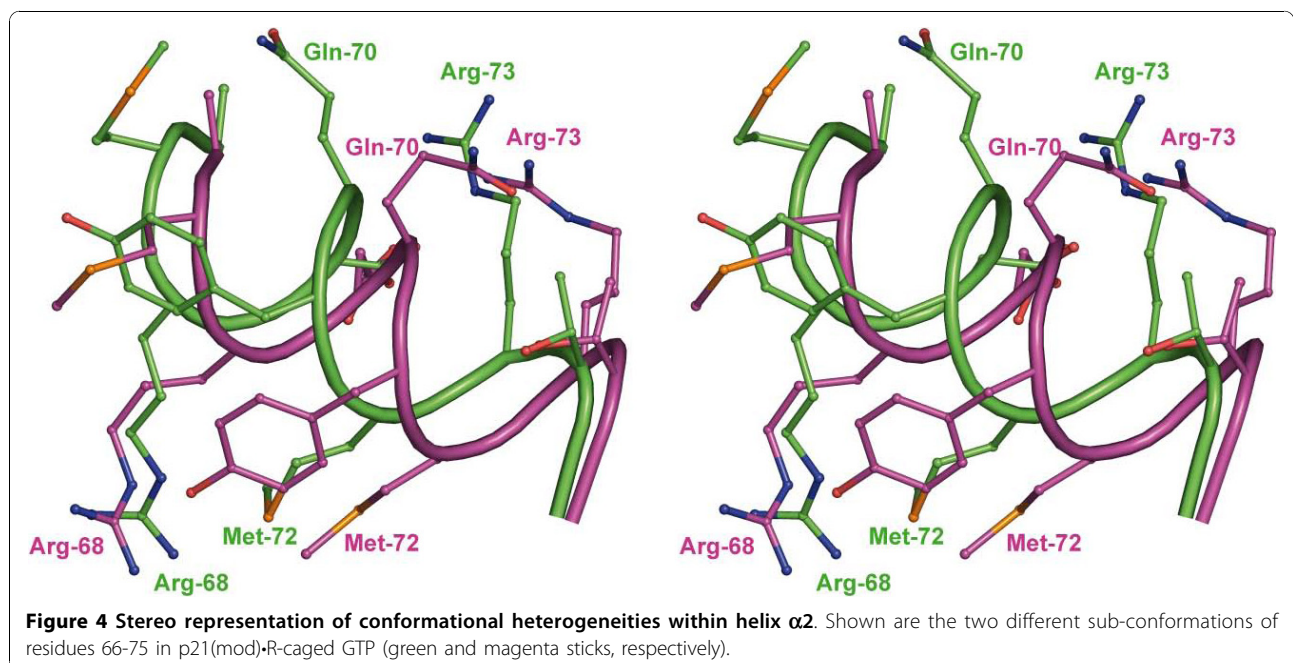 Gln-70
Arg-73
Arg-73
Gln-70
Met-72
Met-72
Arg-68
Arg-68
Gln-70
Arg-73
Arg-73
Gln-70
Met-72
Met-72
Arg-68
Arg-68
Figure 4 Stereo representation of conformational heterogeneities within helix α2. Shown are the two different sub-conformations of
residues 66-75 in p21(mod)•R-caged GTP (green and magenta sticks, respectively).